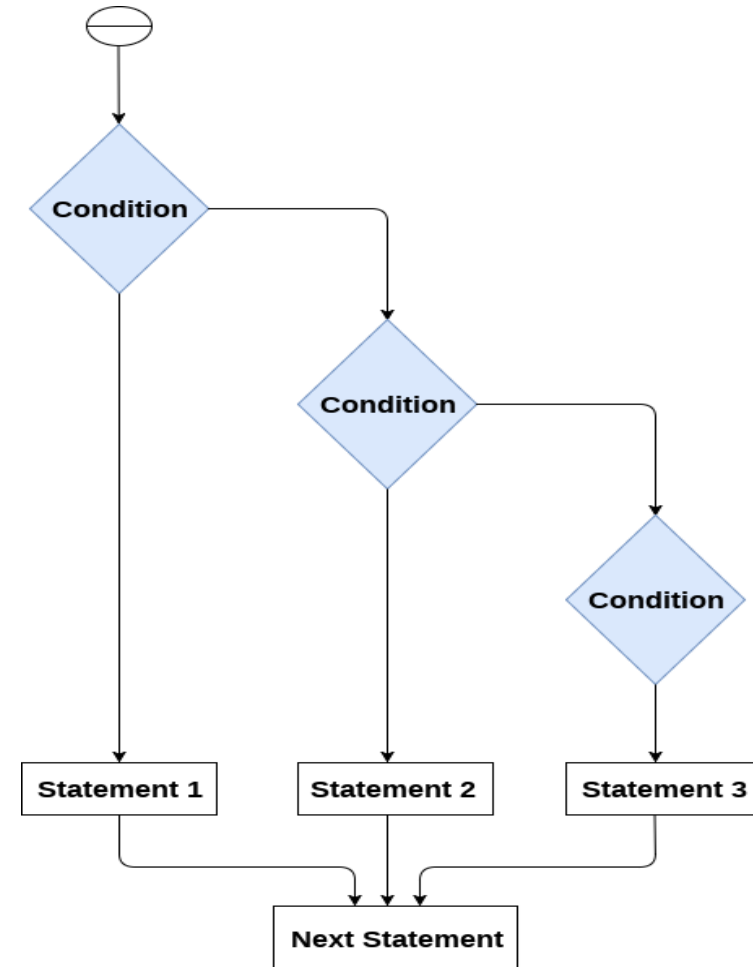 Condition
Condition
Condition
Statement 1
Statement 2
Statement 3
Next Statement